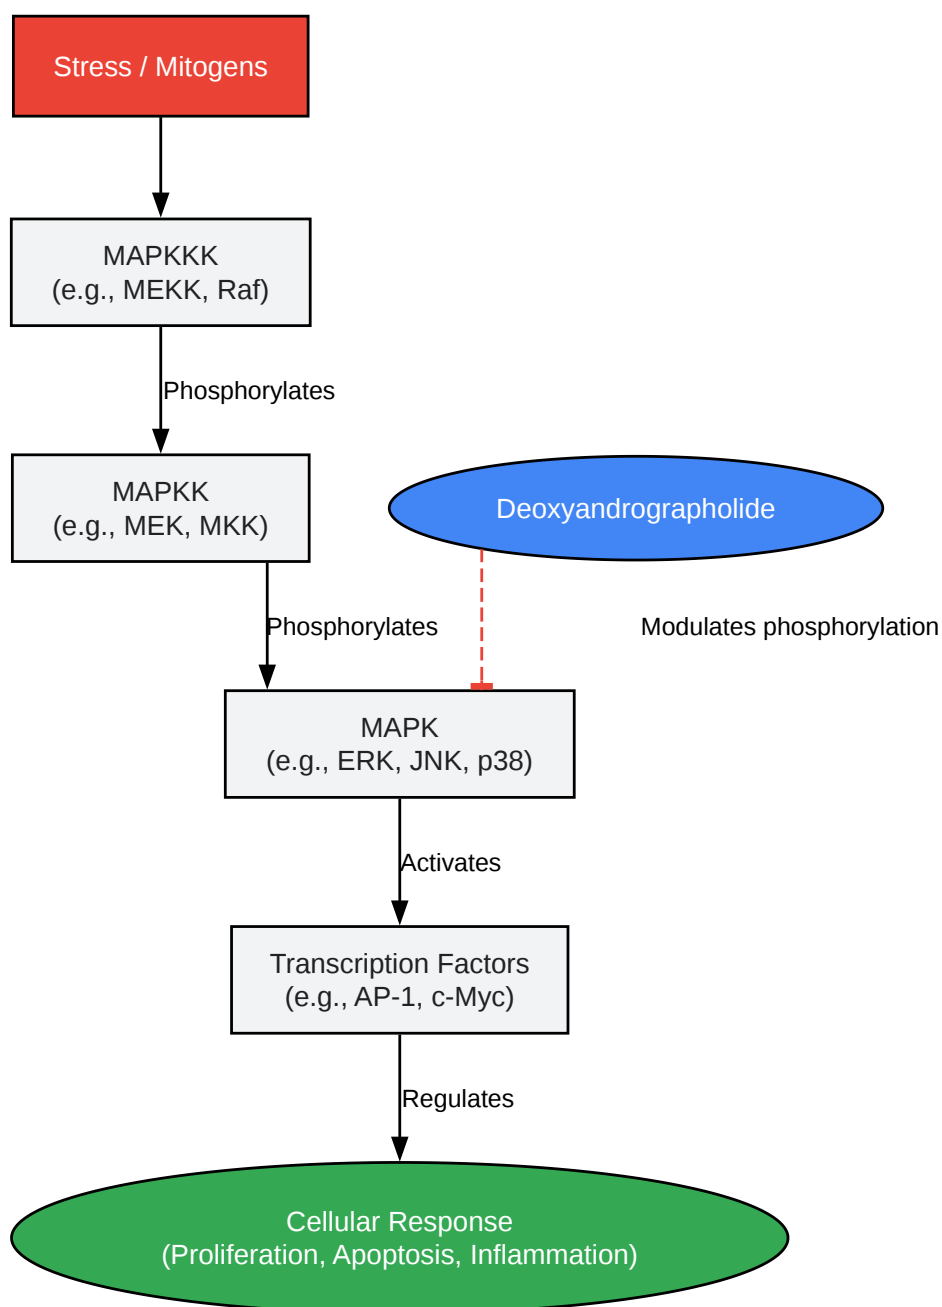 Stress / Mitogens
MAPKKK
(e.g., MEKK, Raf)
Phosphorylates
MAPKK
(e.g., MEK, MKK)
Deoxyandrographolide
Phosphorylates
Modulates phosphorylation
MAPK
(e.g., ERK, JNK, p38)
Activates
Transcription Factors
(e.g., AP-1, c-Myc)
Regulates
Cellular Response
(Proliferation, Apoptosis, Inflammation)